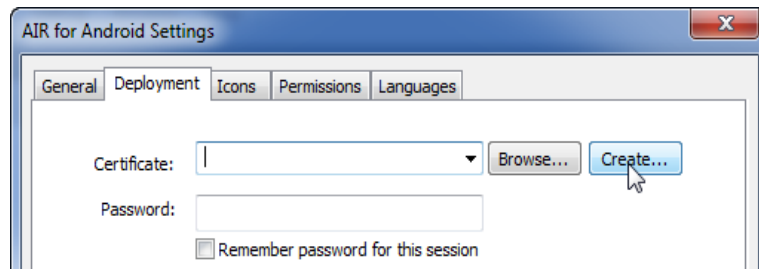 AIR for Android Settings
General Deployment Icons Permissions Languages
Certificate: Browse... Create...
Password:
Remember password for this session